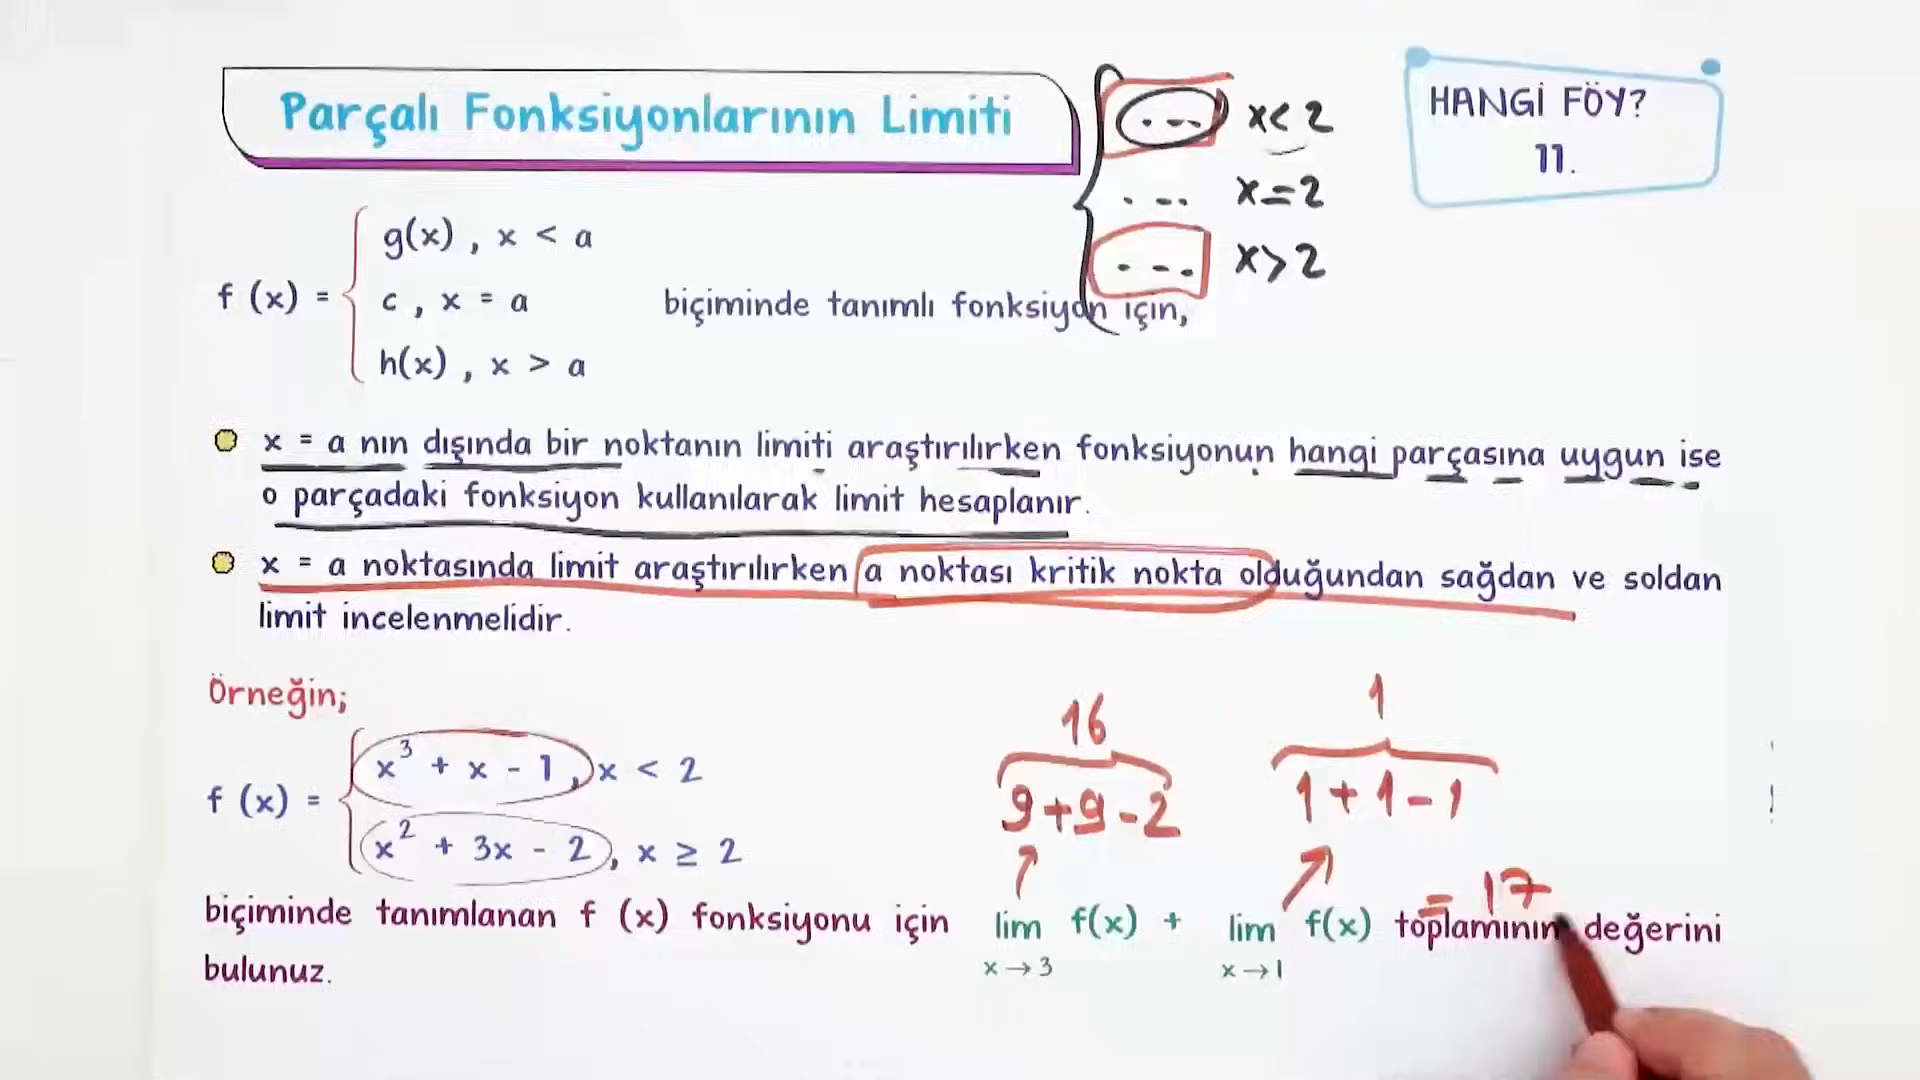 Parçalı Fonksiyonlarının Limiti
... x < 2
... x = 2
... x > 2
HANGİ FÖY?
11.
g(x) , x < a
f (x) = c , x = a biçiminde tanımlı fonksiyon için,
h(x) , x > a
x = a nın dışında bir noktanın limiti araştırılırken fonksiyonun hangi parçasına uygun ise
o parçadaki fonksiyon kullanılarak limit hesaplanır.
x = a noktasında limit araştırılırken a noktası kritik nokta olduğundan sağdan ve soldan
limit incelenmelidir.
Örneğin;
16
1
x³ + x - 1 , x < 2
f (x) =
x² + 3x - 2 , x ≥ 2
9+9-2
1+1-1
= 17
biçiminde tanımlanan f (x) fonksiyonu için lim f(x) + lim f(x) toplamının değerini
x → 3 x → 1
bulunuz.